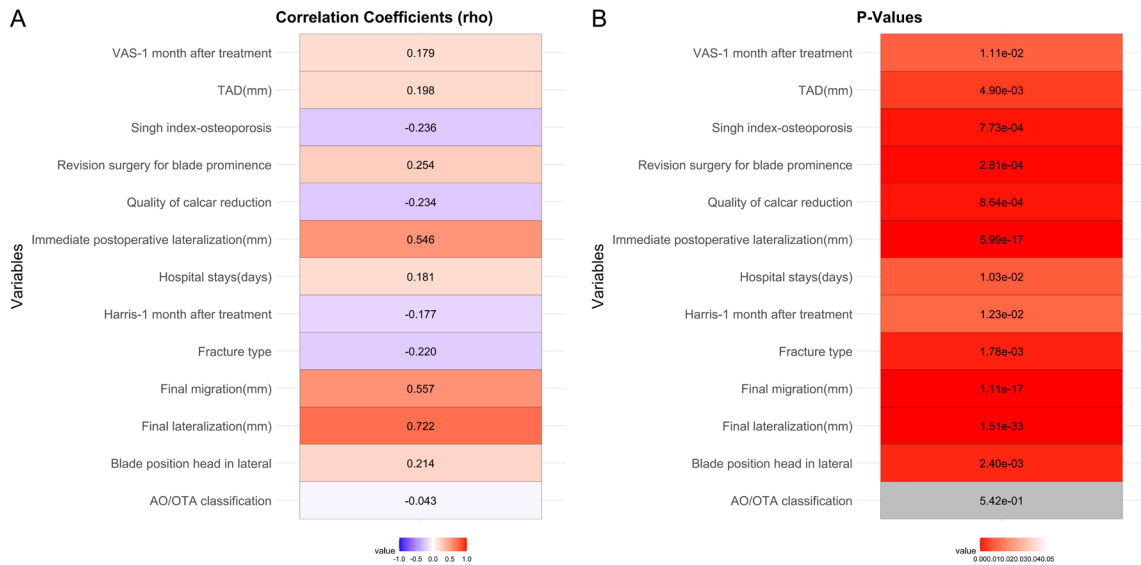 A
Correlation Coefficients (rho)
Variables
VAS-1 month after treatment 0.179
TAD(mm) 0.198
Singh index-osteoporosis -0.236
Revision surgery for blade prominence 0.254
Quality of calcar reduction -0.234
Immediate postoperative lateralization(mm) 0.546
Hospital stays(days) 0.181
Harris-1 month after treatment -0.177
Fracture type -0.220
Final migration(mm) 0.557
Final lateralization(mm) 0.722
Blade position head in lateral 0.214
AO/OTA classification -0.043
value
-1.0 -0.5 0.0 0.5 1.0
B
P-Values
Variables
VAS-1 month after treatment 1.11e-02
TAD(mm) 4.90e-03
Singh index-osteoporosis 7.73e-04
Revision surgery for blade prominence 2.81e-04
Quality of calcar reduction 8.64e-04
Immediate postoperative lateralization(mm) 5.99e-17
Hospital stays(days) 1.03e-02
Harris-1 month after treatment 1.23e-02
Fracture type 1.78e-03
Final migration(mm) 1.11e-17
Final lateralization(mm) 1.51e-33
Blade position head in lateral 2.40e-03
AO/OTA classification 5.42e-01
value
0.000.010.020.030.040.05